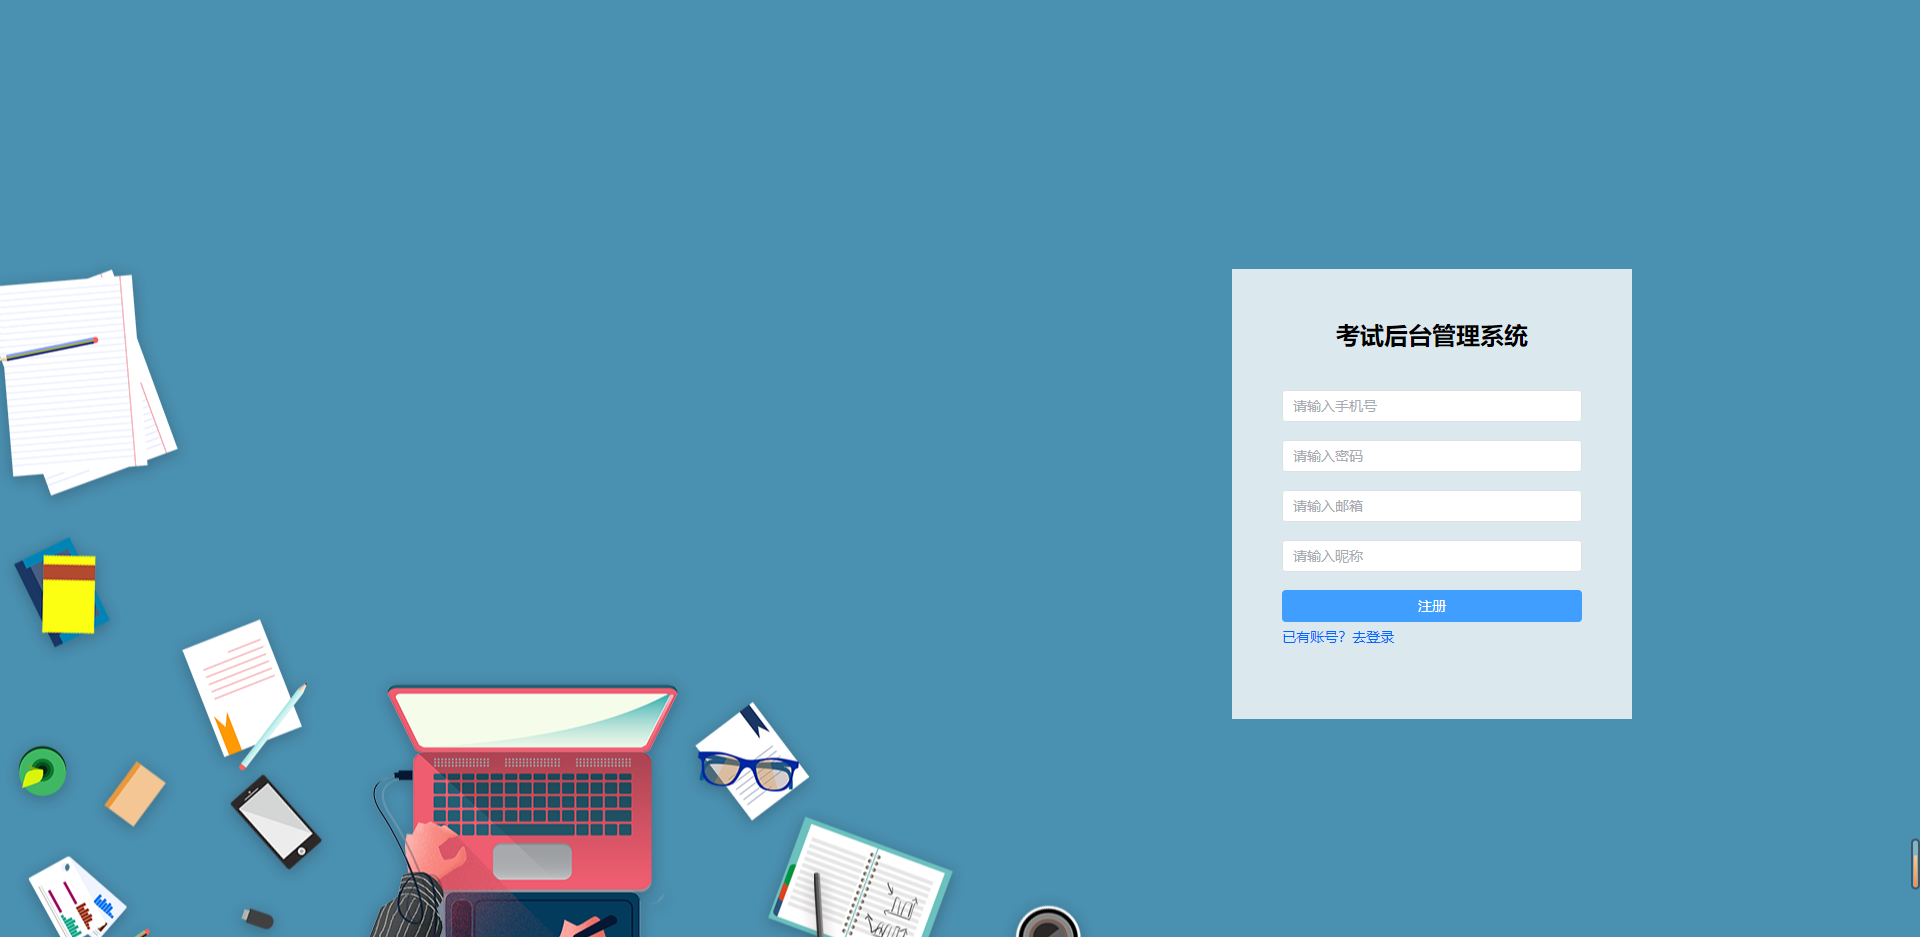 考试后台管理系统
请输入手机号
请输入密码
请输入邮箱
请输入昵称
注册
已有账号？去登录